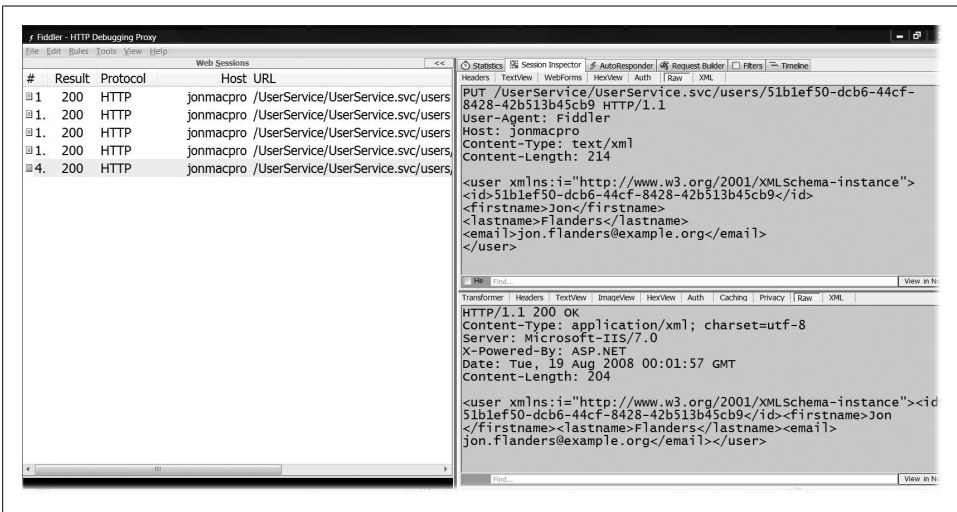 Fiddler - HTTP Debugging Proxy
File Edit Rules Tools View Help
Web Sessions <<
# Result Protocol Host URL
1 200 HTTP jonmacpro /UserService/UserService.svc/users
1. 200 HTTP jonmacpro /UserService/UserService.svc/users
1. 200 HTTP jonmacpro /UserService/UserService.svc/users
1. 200 HTTP jonmacpro /UserService/UserService.svc/users/
4. 200 HTTP jonmacpro /UserService/UserService.svc/users/
Statistics Session Inspector AutoResponder Request Builder Filters Timeline
Headers TextView WebForms HexView Auth Raw XML
PUT /UserService/UserService.svc/users/51b1ef50-dcb6-44cf-
8428-42b513b45cb9 HTTP/1.1
User-Agent: Fiddler
Host: jonmacpro
Content-Type: text/xml
Content-Length: 214
<user xmlns:i="http://www.w3.org/2001/XMLSchema-instance">
<id>51b1ef50-dcb6-44cf-8428-42b513b45cb9</id>
<firstname>Jon</firstname>
<lastname>Flanders</lastname>
<email>jon.flanders@example.org</email>
</user>
He Find... View in No
Transformer Headers TextView ImageView HexView Auth Caching Privacy Raw XML
HTTP/1.1 200 OK
Content-Type: application/xml; charset=utf-8
Server: Microsoft-IIS/7.0
X-Powered-By: ASP.NET
Date: Tue, 19 Aug 2008 00:01:57 GMT
Content-Length: 204
<user xmlns:i="http://www.w3.org/2001/XMLSchema-instance"><id
51b1ef50-dcb6-44cf-8428-42b513b45cb9</id><firstname>Jon
</firstname><lastname>Flanders</lastname><email>
jon.flanders@example.org</email></user>
Find... View in No